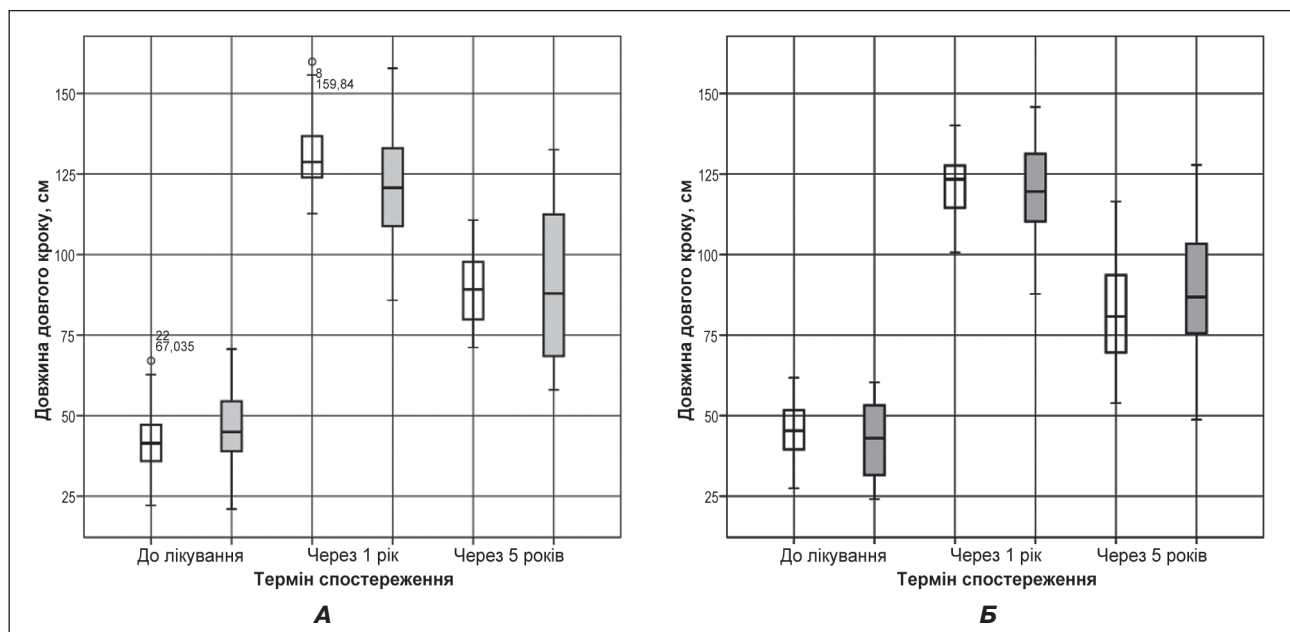 Довжина довгого кроку, см
150
125
100
75
50
25
8
159,84
22
67,035
До лікування
Через 1 рік
Через 5 років
Термін спостереження
А
Довжина довгого кроку, см
150
125
100
75
50
25
До лікування
Через 1 рік
Через 5 років
Термін спостереження
Б